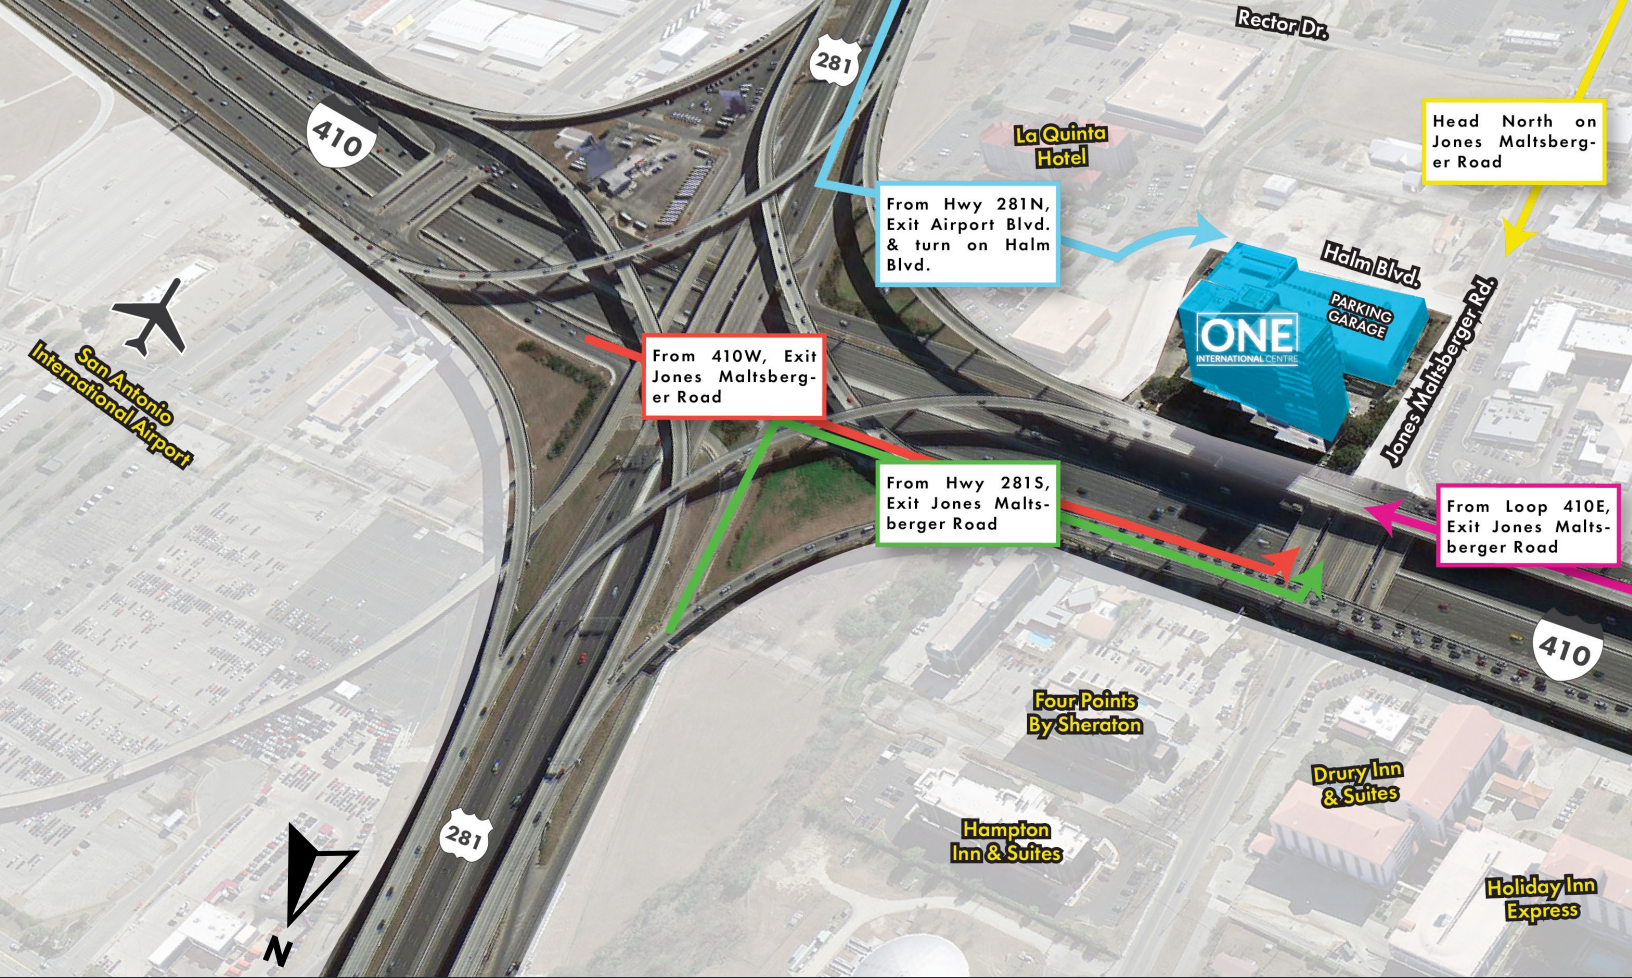 Rector Dr.
281
410
La Quinta
Hotel
Head North on
Jones Maltsberg-
er Road
From Hwy 281N,
Exit Airport Blvd.
& turn on Halm
Blvd.
Halm Blvd.
PARKING
GARAGE
ONE
INTERNATIONAL CENTRE
Jones Maltsberger Rd.
San Antonio
International Airport
From 410W, Exit
Jones Maltsberg-
er Road
From Hwy 281S,
Exit Jones Malts-
berger Road
From Loop 410E,
Exit Jones Malts-
berger Road
410
Four Points
By Sheraton
Drury Inn
& Suites
Hampton
Inn & Suites
281
Holiday Inn
Express
N